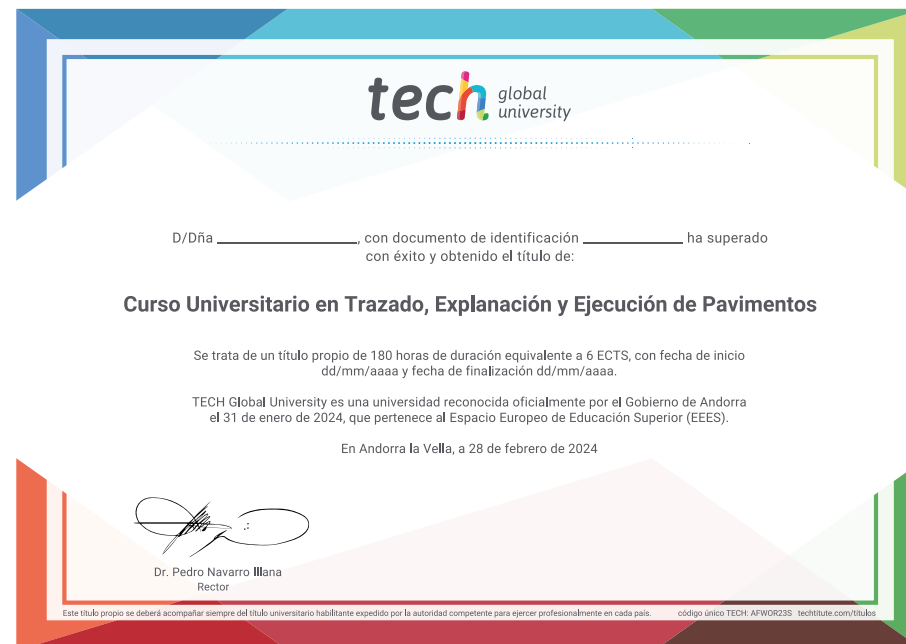 tech global university
D/Dña ____________________, con documento de identificación ______________ ha superado
con éxito y obtenido el título de:
Curso Universitario en Trazado, Explanación y Ejecución de Pavimentos
Se trata de un título propio de 180 horas de duración equivalente a 6 ECTS, con fecha de inicio
dd/mm/aaaa y fecha de finalización dd/mm/aaaa.
TECH Global University es una universidad reconocida oficialmente por el Gobierno de Andorra
el 31 de enero de 2024, que pertenece al Espacio Europeo de Educación Superior (EEES).
En Andorra la Vella, a 28 de febrero de 2024
Dr. Pedro Navarro Illana
Rector
Este título propio se deberá acompañar siempre del título universitario habilitante expedido por la autoridad competente para ejercer profesionalmente en cada país. código único TECH: AFWOR23S techtitute.com/titulos